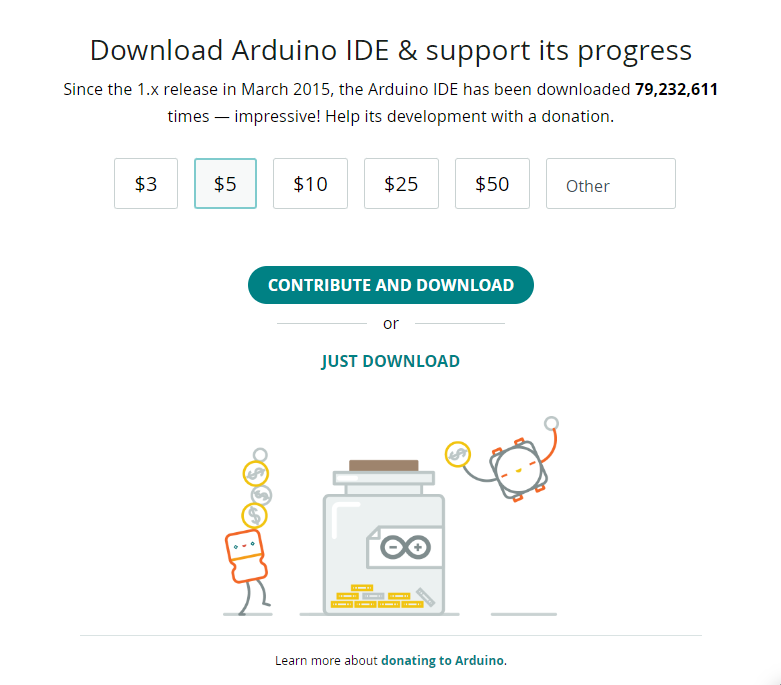 Download Arduino IDE & support its progress
Since the 1.x release in March 2015, the Arduino IDE has been downloaded 79,232,611
times — impressive! Help its development with a donation.
$3 $5 $10 $25 $50 Other
CONTRIBUTE AND DOWNLOAD
or
JUST DOWNLOAD
Learn more about donating to Arduino.